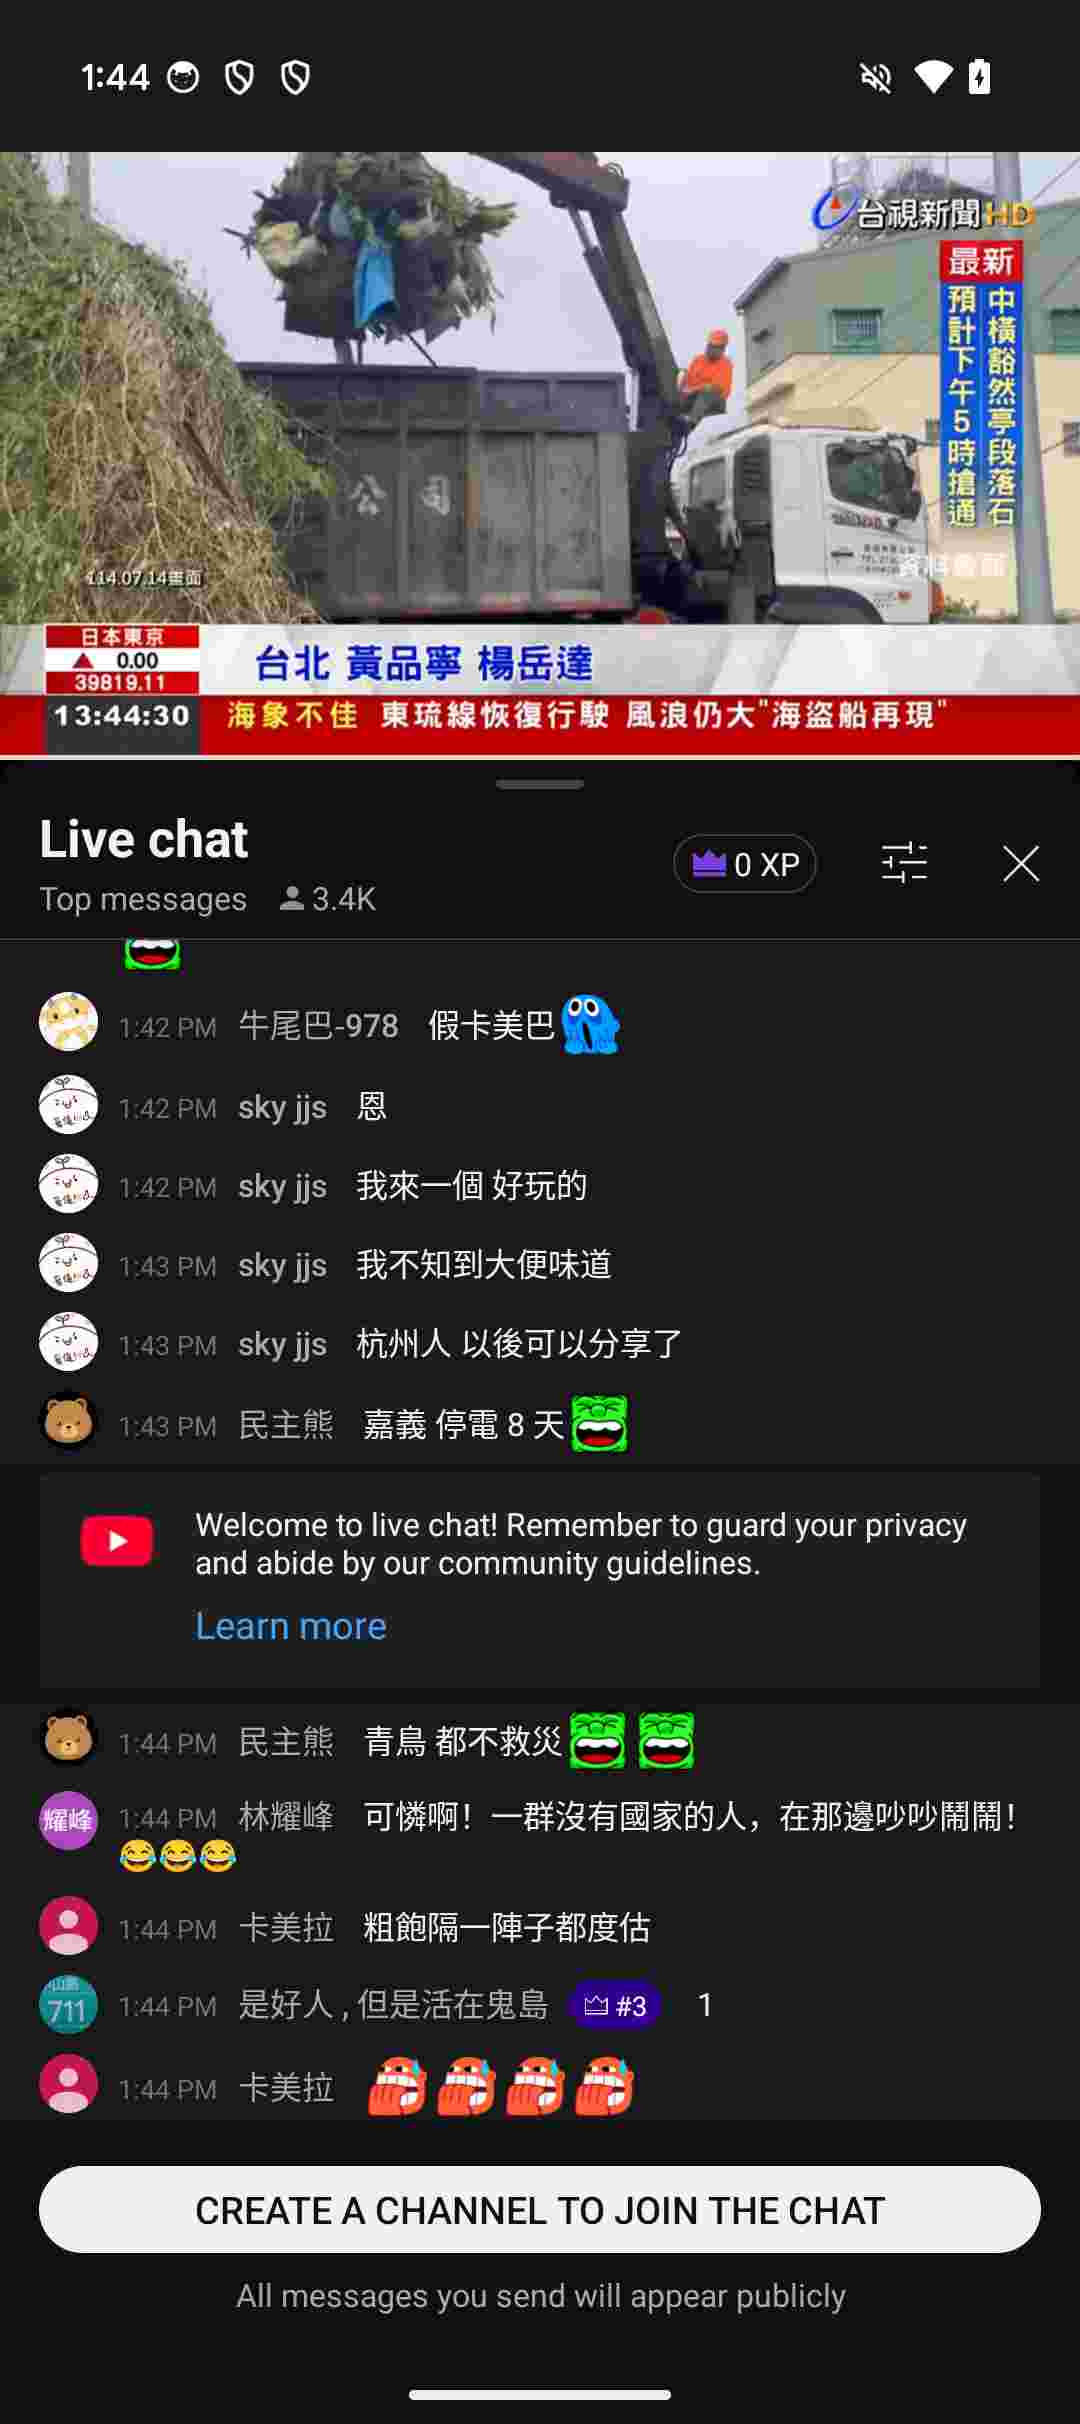 1:44
台視新聞HD
最新
中橫豁然亭段落石
預計下午5時搶通
公司
114.07.14畫面
資料畫面
日本東京
0.00
39819.11
台北 黃品寧 楊岳達
13:44:30
海象不佳 東琉線恢復行駛 風浪仍大"海盜船再現"
Live chat
0 XP
Top messages 3.4K
1:42 PM 牛尾巴-978 假卡美巴
1:42 PM sky jjs 恩
1:42 PM sky jjs 我來一個 好玩的
1:43 PM sky jjs 我不知到大便味道
1:43 PM sky jjs 杭州人 以後可以分享了
1:43 PM 民主熊 嘉義 停電 8 天
Welcome to live chat! Remember to guard your privacy
and abide by our community guidelines.
Learn more
1:44 PM 民主熊 青鳥 都不救災
耀峰 1:44 PM 林耀峰 可憐啊！一群沒有國家的人，在那邊吵吵鬧鬧！
😂😂😂
1:44 PM 卡美拉 粗飽隔一陣子都度估
711 1:44 PM 是好人 , 但是活在鬼島 #3 1
1:44 PM 卡美拉
CREATE A CHANNEL TO JOIN THE CHAT
All messages you send will appear publicly